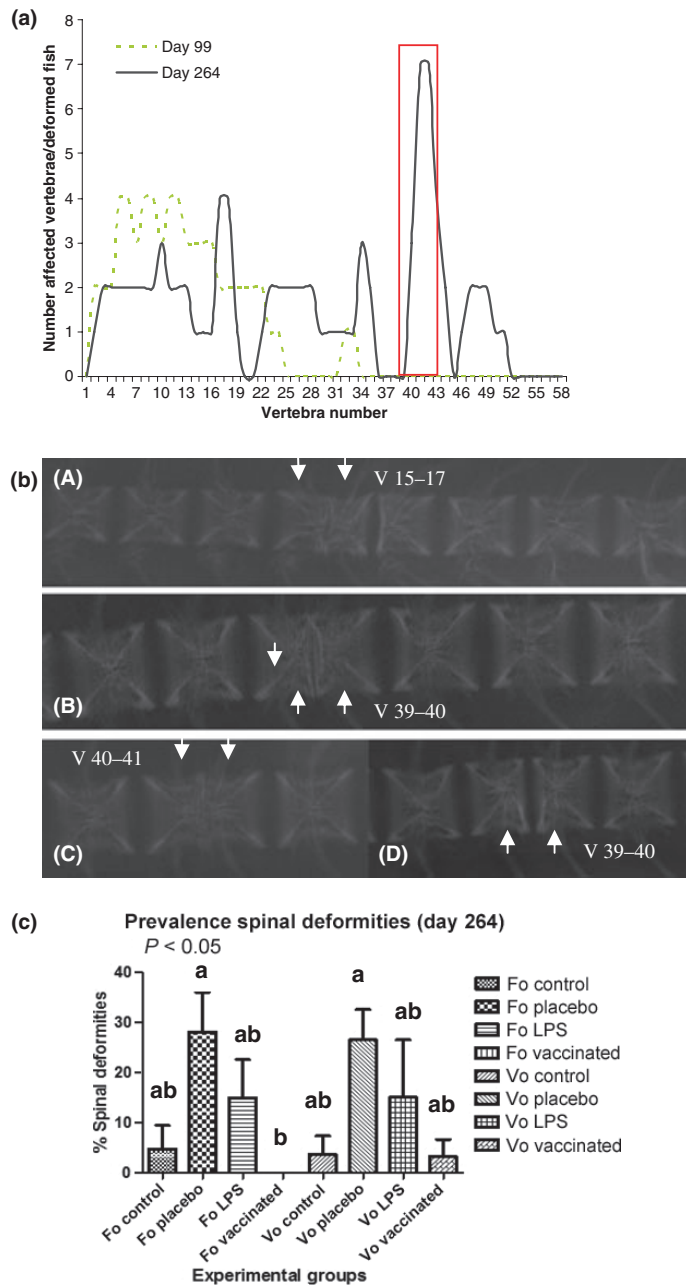 (a)
Number affected vertebrae/deformed fish
8
7
6
5
4
3
2
1
0
Day 99
Day 264
1 4 7 10 13 16 19 22 25 28 31 34 37 40 43 46 49 52 55 58
Vertebra number
(b)
(A)
V 15–17
(B)
V 39–40
V 40–41
(C)
(D)
V 39–40
(c)
Prevalence spinal deformities (day 264)
P < 0.05
% Spinal deformities
40
30
20
10
0
ab
a
ab
b
ab
a
ab
ab
Fo control
Fo placebo
Fo LPS
Fo vaccinated
Vo control
Vo placebo
Vo LPS
Vo vaccinated
Experimental groups
Fo control
Fo placebo
Fo LPS
Fo vaccinated
Vo control
Vo placebo
Vo LPS
Vo vaccinated